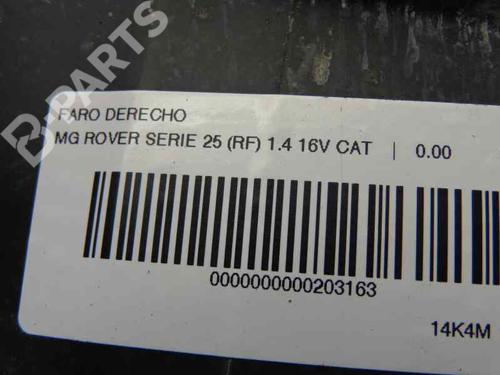 B-PARTS
FARO DERECHO
MG ROVER SERIE 25 (RF) 1.4 16V CAT | 0.00
0000000000203163
14K4M